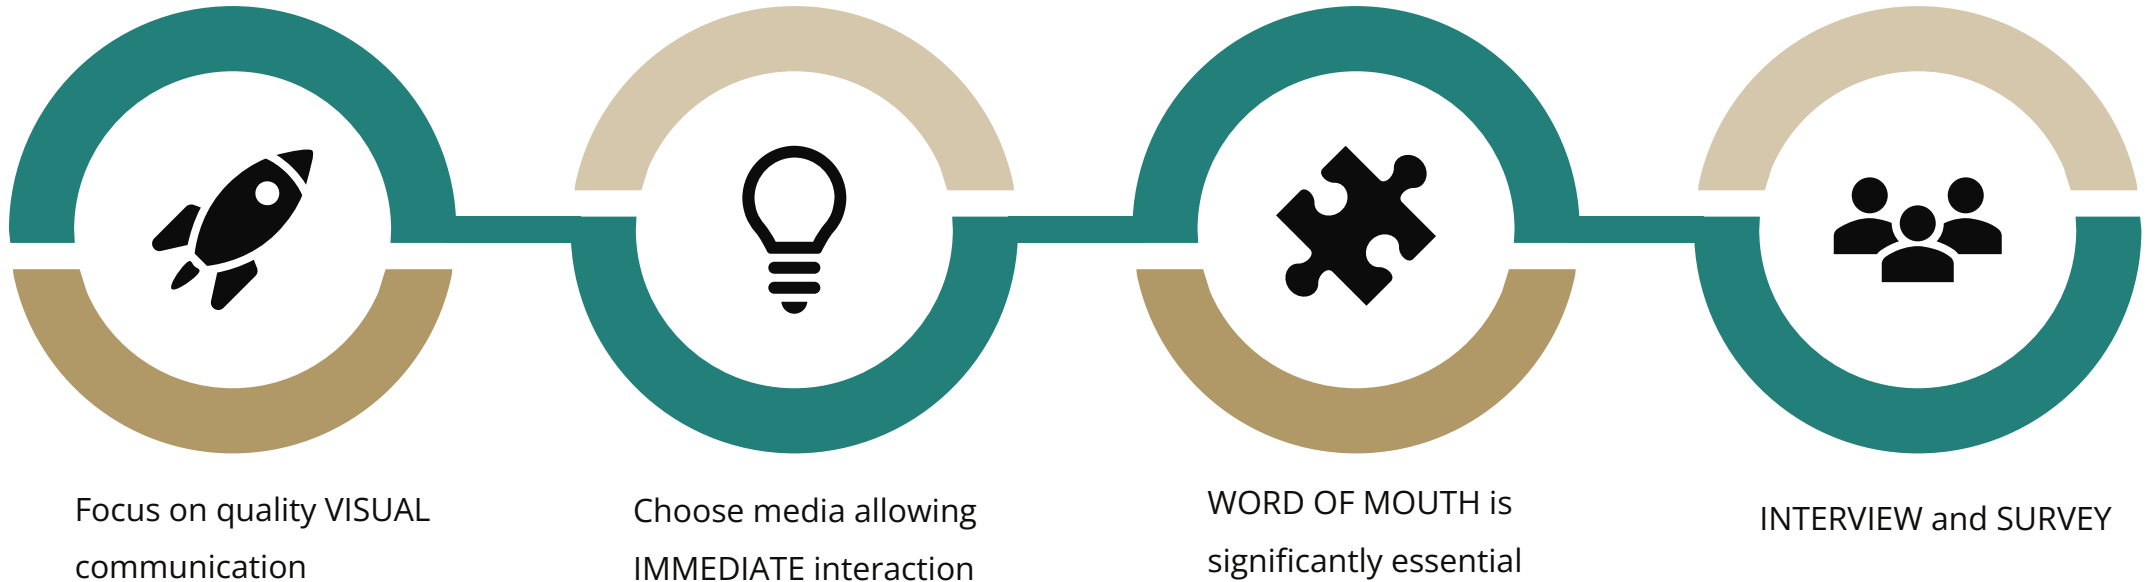 Focus on quality VISUAL
communication
Choose media allowing
IMMEDIATE interaction
WORD OF MOUTH is
significantly essential
INTERVIEW and SURVEY